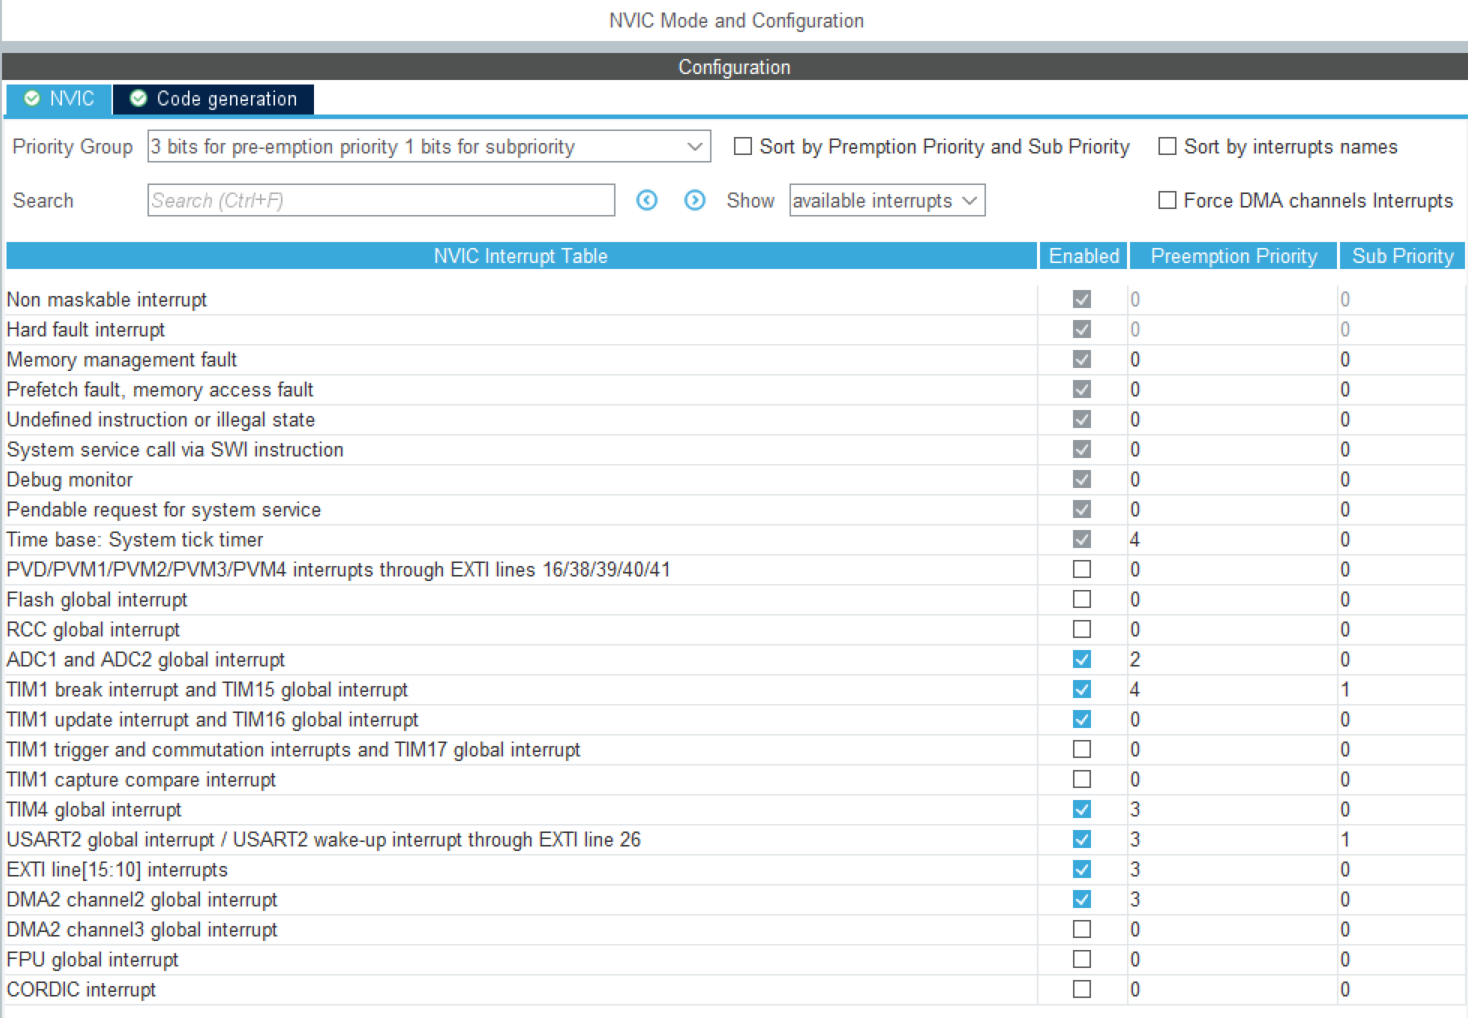 NVIC Mode and Configuration
Configuration
NVIC Code generation
Priority Group 3 bits for pre-emption priority 1 bits for subpriority Sort by Premption Priority and Sub Priority Sort by interrupts names
Search Search (Ctrl+F) Show available interrupts Force DMA channels Interrupts
NVIC Interrupt Table Enabled Preemption Priority Sub Priority
Non maskable interrupt 0 0
Hard fault interrupt 0 0
Memory management fault 0 0
Prefetch fault, memory access fault 0 0
Undefined instruction or illegal state 0 0
System service call via SWI instruction 0 0
Debug monitor 0 0
Pendable request for system service 0 0
Time base: System tick timer 4 0
PVD/PVM1/PVM2/PVM3/PVM4 interrupts through EXTI lines 16/38/39/40/41 0 0
Flash global interrupt 0 0
RCC global interrupt 0 0
ADC1 and ADC2 global interrupt 2 0
TIM1 break interrupt and TIM15 global interrupt 4 1
TIM1 update interrupt and TIM16 global interrupt 0 0
TIM1 trigger and commutation interrupts and TIM17 global interrupt 0 0
TIM1 capture compare interrupt 0 0
TIM4 global interrupt 3 0
USART2 global interrupt / USART2 wake-up interrupt through EXTI line 26 3 1
EXTI line[15:10] interrupts 3 0
DMA2 channel2 global interrupt 3 0
DMA2 channel3 global interrupt 0 0
FPU global interrupt 0 0
CORDIC interrupt 0 0